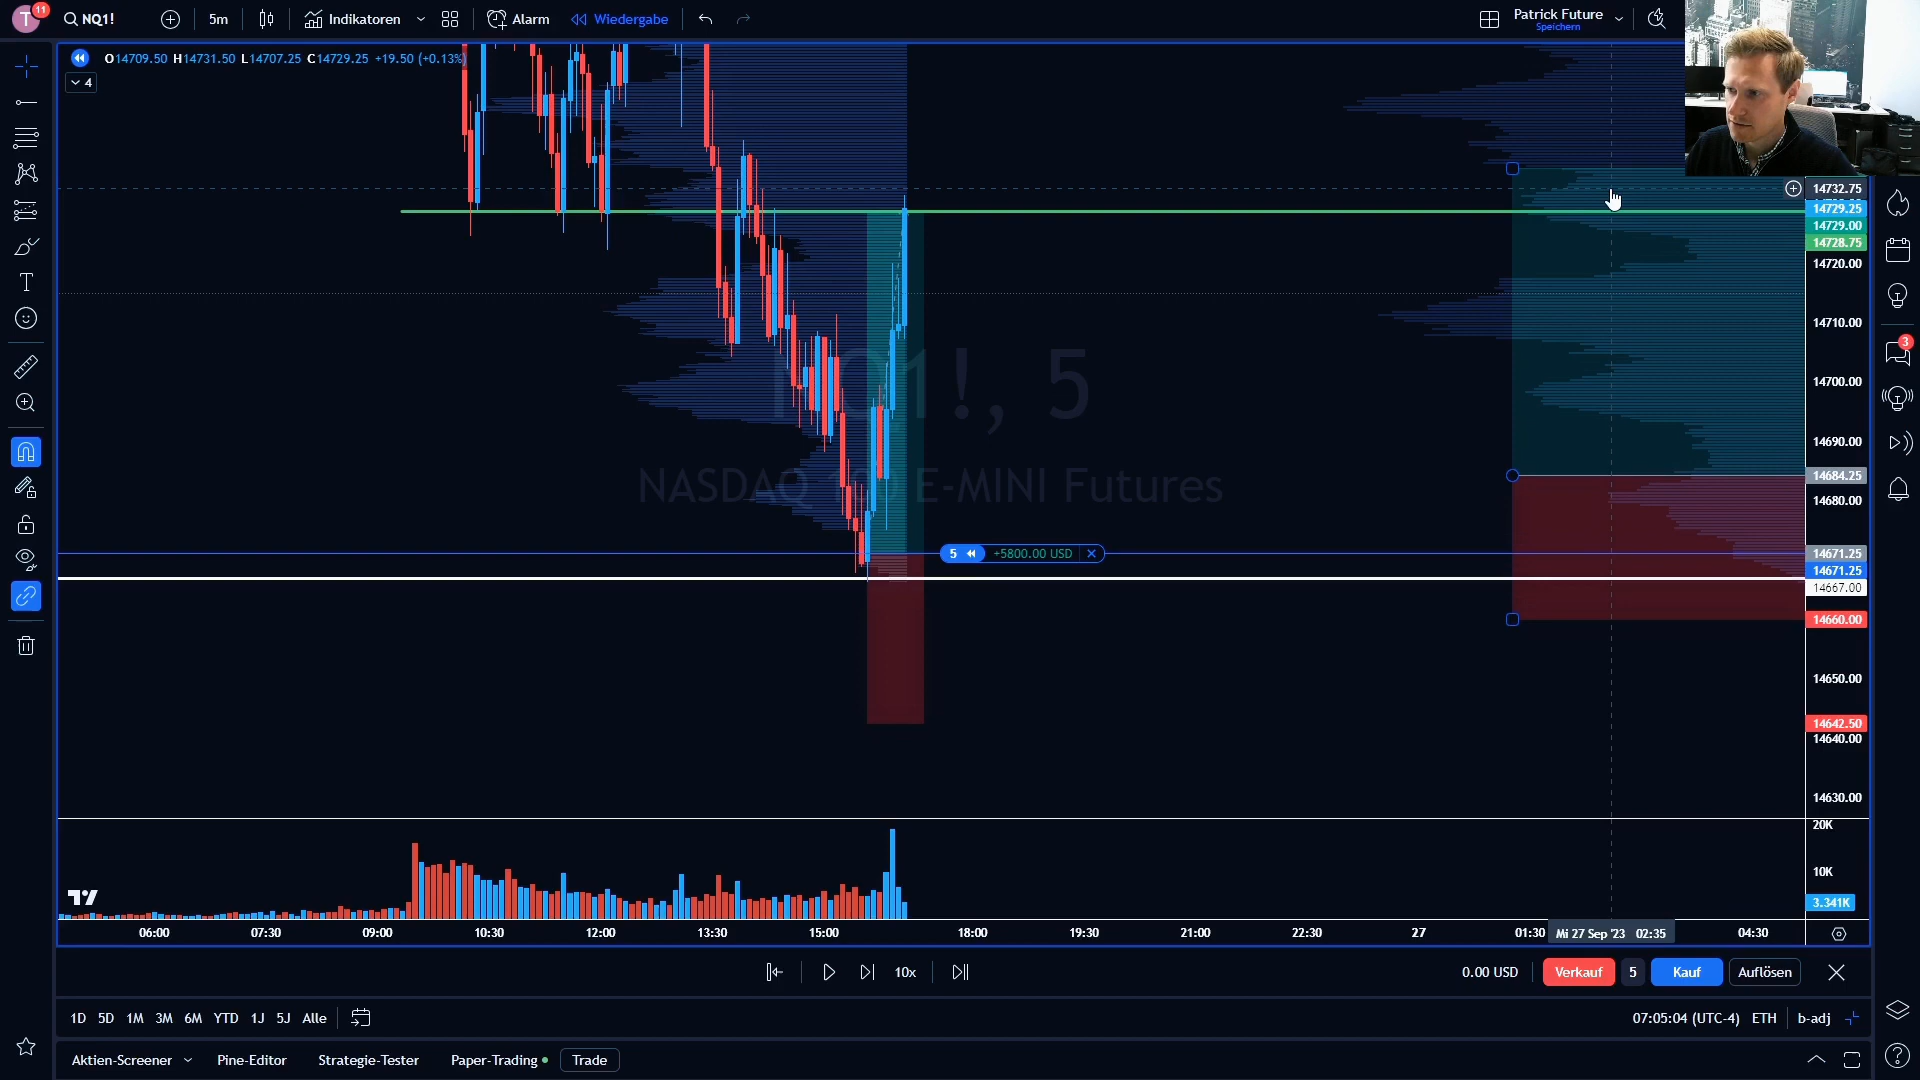 T 11 NQ1! 5m Indikatoren Alarm Wiedergabe Patrick Future
Speichern
O14709.50 H14731.50 L14707.25 C14729.25 +19.50 (+0.13%)
4
14732.75
14729.25
14729.00
14728.75
14720.00
14710.00
14700.00
14690.00
14684.25
14680.00
14671.25
14671.25
14667.00
14660.00
14650.00
14642.50
14640.00
14630.00
3
NQ1!, 5
NASDAQ 100 E-MINI Futures
5 +5800.00 USD
20K
10K
3.341K
06:00 07:30 09:00 10:30 12:00 13:30 15:00 18:00 19:30 21:00 22:30 27 01:30 Mi 27 Sep '23 02:35 04:30
10x 0.00 USD Verkauf 5 Kauf Auflösen
1D 5D 1M 3M 6M YTD 1J 5J Alle 07:05:04 (UTC-4) ETH b-adj
Aktien-Screener Pine-Editor Strategie-Tester Paper-Trading Trade